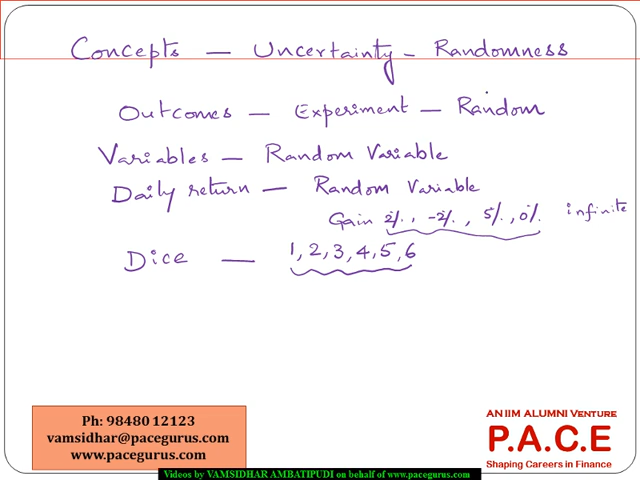 Concepts — Uncertainty - Randomness
Outcomes — Experiment — Random
Variables — Random Variable
Daily return — Random Variable
Gain 2%, -2%, 5%, 0% infinite
Dice — 1, 2, 3, 4, 5, 6
Ph: 98480 12123
vamsidhar@pacegurus.com
www.pacegurus.com
AN IIM ALUMNI VENTURE
P.A.C.E
Shaping Careers in Finance
Videos by VAMSIDHAR AMBATIPUDI on behalf of www.pacegurus.com